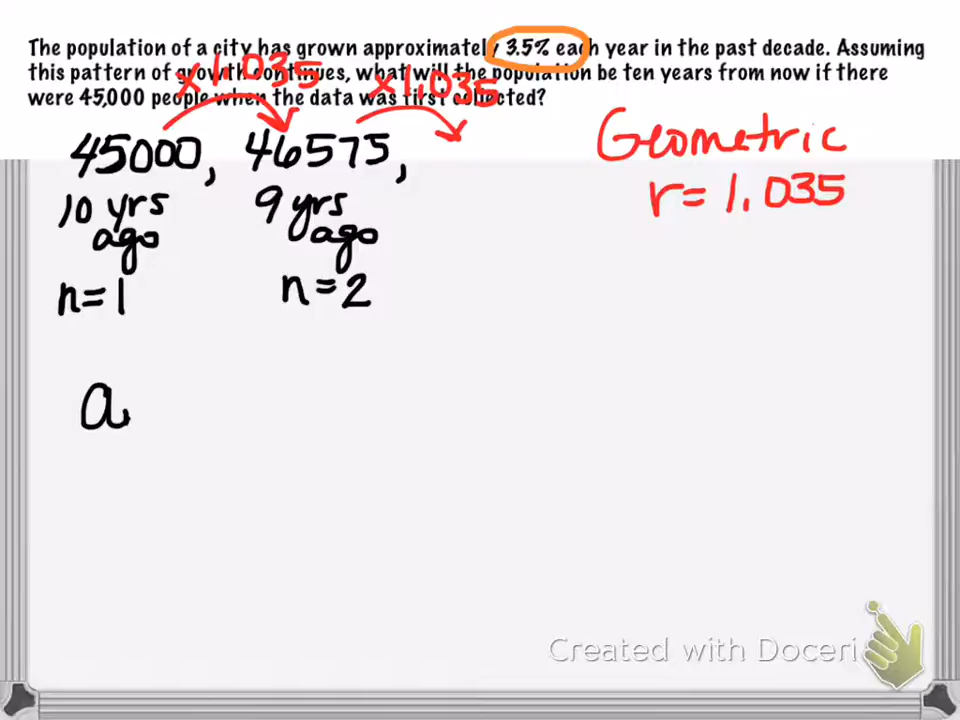 The population of a city has grown approximately 3.5% each year in the past decade. Assuming
this pattern of growth continues, what will the population be ten years from now if there
were 45,000 people when the data was first collected?
×1.035 ×1.035
45000, 46575,
10 yrs ago 9 yrs ago
n=1 n=2
Geometric
r=1.035
a
Created with Doceri